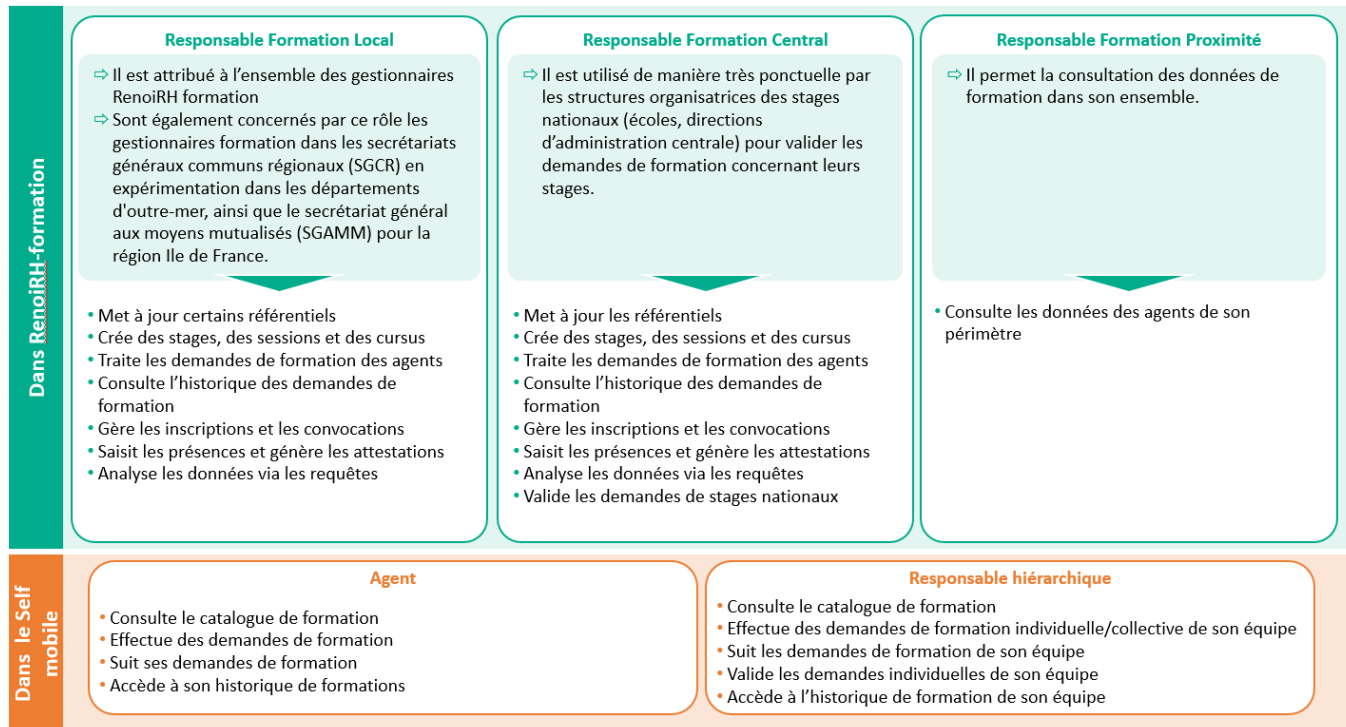 Dans RenoiRH-formation
Responsable Formation Local
⇨ Il est attribué à l'ensemble des gestionnaires
RenoiRH formation
⇨ Sont également concernés par ce rôle les
gestionnaires formation dans les secrétariats
généraux communs régionaux (SGCR) en
expérimentation dans les départements
d'outre-mer, ainsi que le secrétariat général
aux moyens mutualisés (SGAMM) pour la
région Ile de France.
• Met à jour certains référentiels
• Crée des stages, des sessions et des cursus
• Traite les demandes de formation des agents
• Consulte l'historique des demandes de
formation
• Gère les inscriptions et les convocations
• Saisit les présences et génère les attestations
• Analyse les données via les requêtes
Responsable Formation Central
⇨ Il est utilisé de manière très ponctuelle par
les structures organisatrices des stages
nationaux (écoles, directions
d'administration centrale) pour valider les
demandes de formation concernant leurs
stages.
• Met à jour les référentiels
• Crée des stages, des sessions et des cursus
• Traite les demandes de formation des agents
• Consulte l'historique des demandes de
formation
• Gère les inscriptions et les convocations
• Saisit les présences et génère les attestations
• Analyse les données via les requêtes
• Valide les demandes de stages nationaux
Responsable Formation Proximité
⇨ Il permet la consultation des données de
formation dans son ensemble.
• Consulte les données des agents de son
périmètre
Dans le Self
mobile
Agent
• Consulte le catalogue de formation
• Effectue des demandes de formation
• Suit ses demandes de formation
• Accède à son historique de formations
Responsable hiérarchique
• Consulte le catalogue de formation
• Effectue des demandes de formation individuelle/collective de son équipe
• Suit les demandes de formation de son équipe
• Valide les demandes individuelles de son équipe
• Accède à l'historique de formation de son équipe